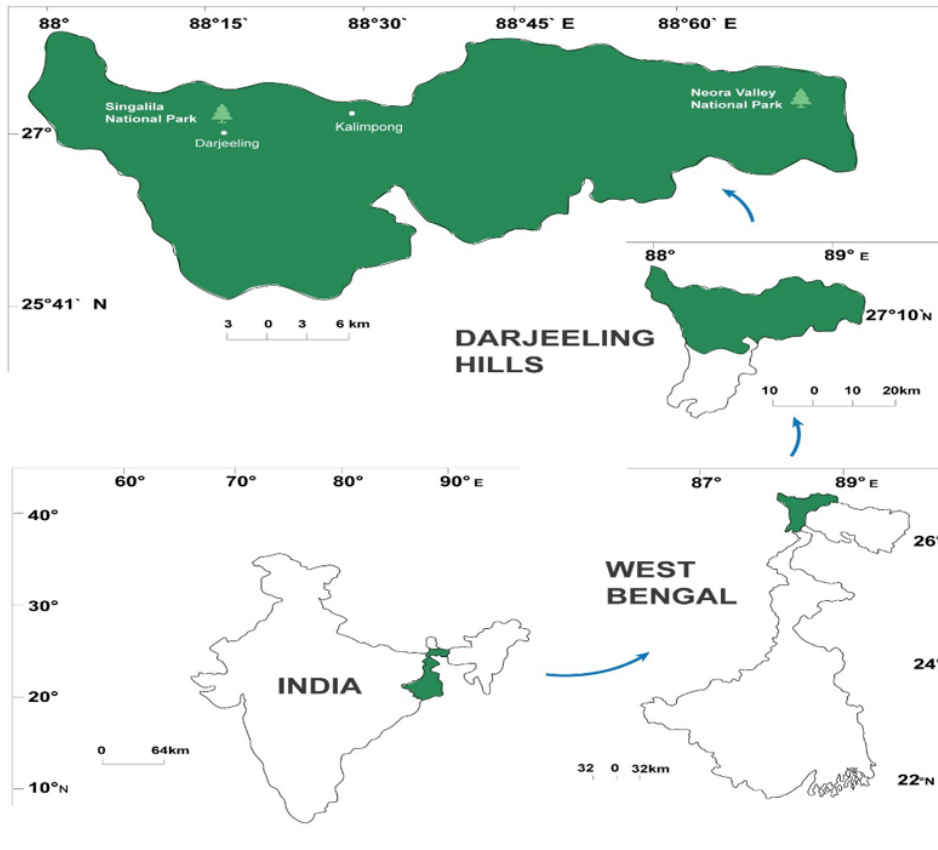 88° 88°15` 88°30` 88°45` E 88°60`
Singalila
National Park
Darjeeling
Kalimpong
Neora Valley
National Park
27°
25°41` N
3 0 3 6 km
DARJEELING
HILLS
88° 89° E
27°10`N
10 0 10 20km
60° 70° 80° 90° E
40°
30°
20°
10°N
INDIA
0 64km
87° 89° E
WEST
BENGAL
26°
24°
22°N
32 0 32km